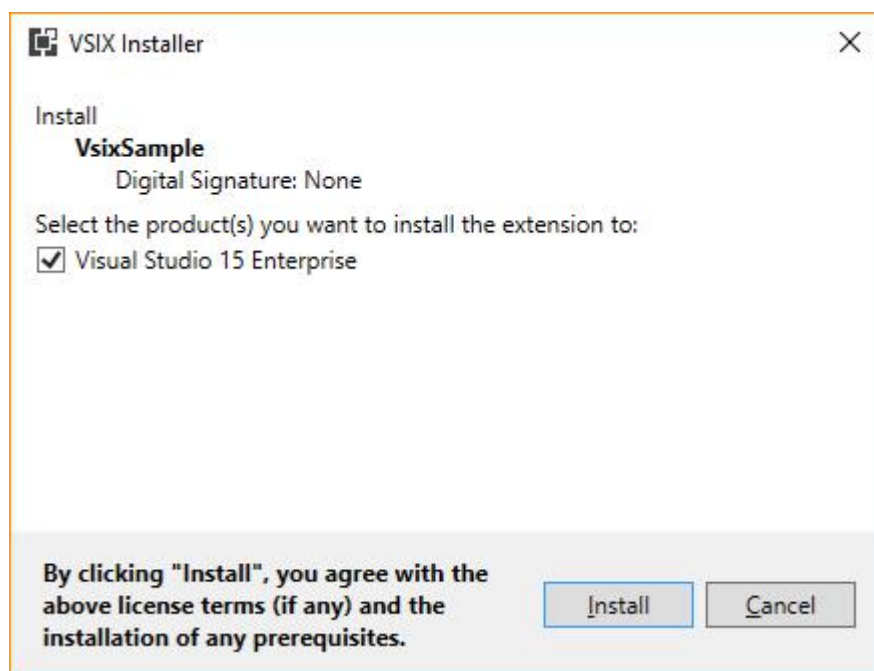 VSIX Installer
Install
VsixSample
Digital Signature: None
Select the product(s) you want to install the extension to:
Visual Studio 15 Enterprise
By clicking "Install", you agree with the
above license terms (if any) and the
installation of any prerequisites.
Install Cancel